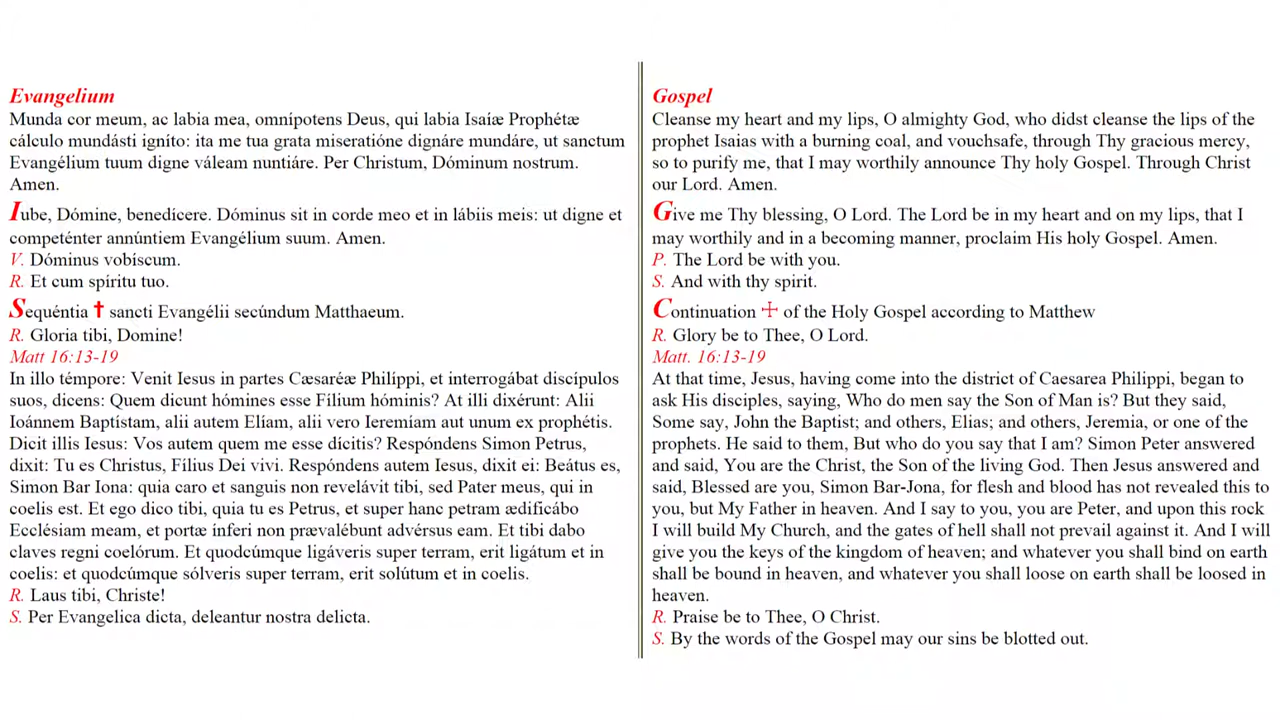 Evangelium
Munda cor meum, ac labia mea, omnípotens Deus, qui labia Isaíæ Prophétæ
cálculo mundásti igníto: ita me tua grata miseratióne dignáre mundáre, ut sanctum
Evangélium tuum digne váleam nuntiáre. Per Christum, Dóminum nostrum.
Amen.
Iube, Dómine, benedícere. Dóminus sit in corde meo et in lábiis meis: ut digne et
competénter annúntiem Evangélium suum. Amen.
V. Dóminus vobíscum.
R. Et cum spíritu tuo.
Sequéntia ✝ sancti Evangélii secúndum Matthaeum.
R. Gloria tibi, Domine!
Matt 16:13-19
In illo témpore: Venit Iesus in partes Cæsaréæ Philíppi, et interrogábat discípulos
suos, dicens: Quem dicunt hómines esse Fílium hóminis? At illi dixérunt: Alii
Ioánnem Baptístam, alii autem Elíam, alii vero Ieremíam aut unum ex prophétis.
Dicit illis Iesus: Vos autem quem me esse dícitis? Respóndens Simon Petrus,
dixit: Tu es Christus, Fílius Dei vivi. Respóndens autem Iesus, dixit ei: Beátus es,
Simon Bar Iona: quia caro et sanguis non revelávit tibi, sed Pater meus, qui in
coelis est. Et ego dico tibi, quia tu es Petrus, et super hanc petram ædificábo
Ecclésiam meam, et portæ ínferi non prævalébunt advérsus eam. Et tibi dabo
claves regni coelórum. Et quodcúmque ligáveris super terram, erit ligátum et in
coelis: et quodcúmque sólveris super terram, erit solútum et in coelis.
R. Laus tibi, Christe!
S. Per Evangelica dicta, deleantur nostra delicta.
Gospel
Cleanse my heart and my lips, O almighty God, who didst cleanse the lips of the
prophet Isaias with a burning coal, and vouchsafe, through Thy gracious mercy,
so to purify me, that I may worthily announce Thy holy Gospel. Through Christ
our Lord. Amen.
Give me Thy blessing, O Lord. The Lord be in my heart and on my lips, that I
may worthily and in a becoming manner, proclaim His holy Gospel. Amen.
P. The Lord be with you.
S. And with thy spirit.
Continuation ☩ of the Holy Gospel according to Matthew
R. Glory be to Thee, O Lord.
Matt. 16:13-19
At that time, Jesus, having come into the district of Caesarea Philippi, began to
ask His disciples, saying, Who do men say the Son of Man is? But they said,
Some say, John the Baptist; and others, Elias; and others, Jeremia, or one of the
prophets. He said to them, But who do you say that I am? Simon Peter answered
and said, You are the Christ, the Son of the living God. Then Jesus answered and
said, Blessed are you, Simon Bar-Jona, for flesh and blood has not revealed this to
you, but My Father in heaven. And I say to you, you are Peter, and upon this rock
I will build My Church, and the gates of hell shall not prevail against it. And I will
give you the keys of the kingdom of heaven; and whatever you shall bind on earth
shall be bound in heaven, and whatever you shall loose on earth shall be loosed in
heaven.
R. Praise be to Thee, O Christ.
S. By the words of the Gospel may our sins be blotted out.